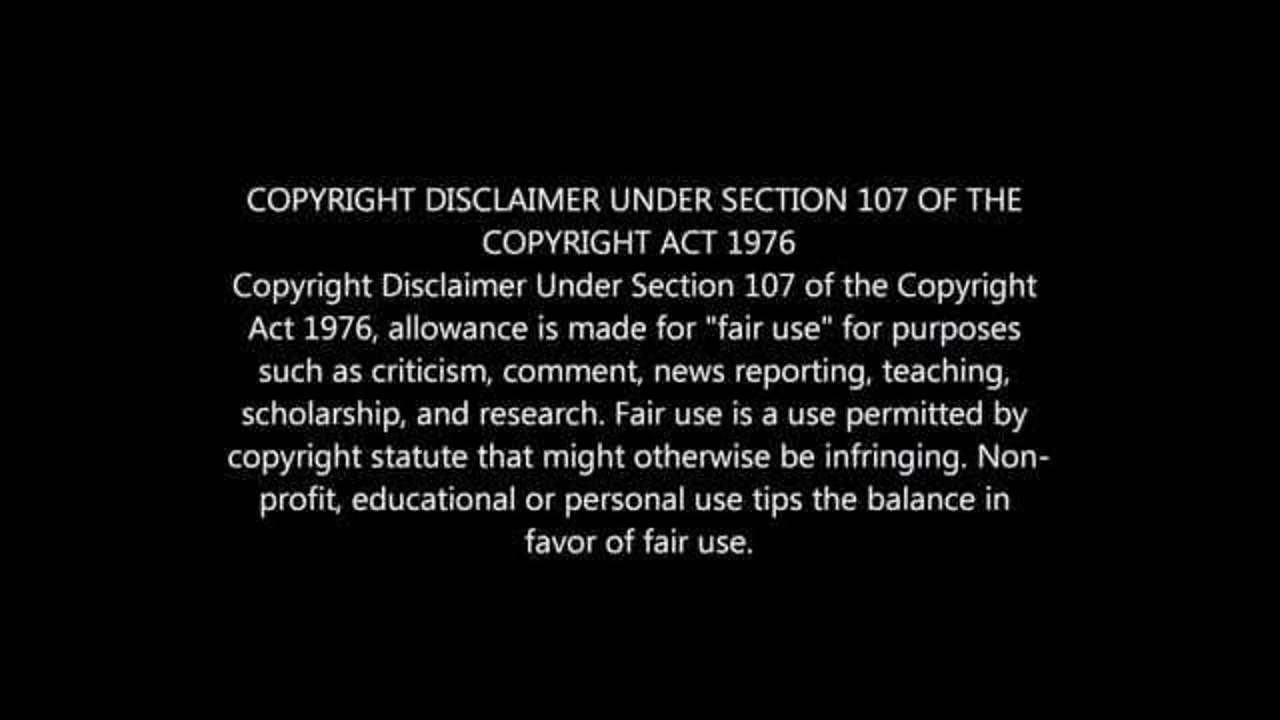 COPYRIGHT DISCLAIMER UNDER SECTION 107 OF THE
COPYRIGHT ACT 1976
Copyright Disclaimer Under Section 107 of the Copyright
Act 1976, allowance is made for "fair use" for purposes
such as criticism, comment, news reporting, teaching,
scholarship, and research. Fair use is a use permitted by
copyright statute that might otherwise be infringing. Non-
profit, educational or personal use tips the balance in
favor of fair use.